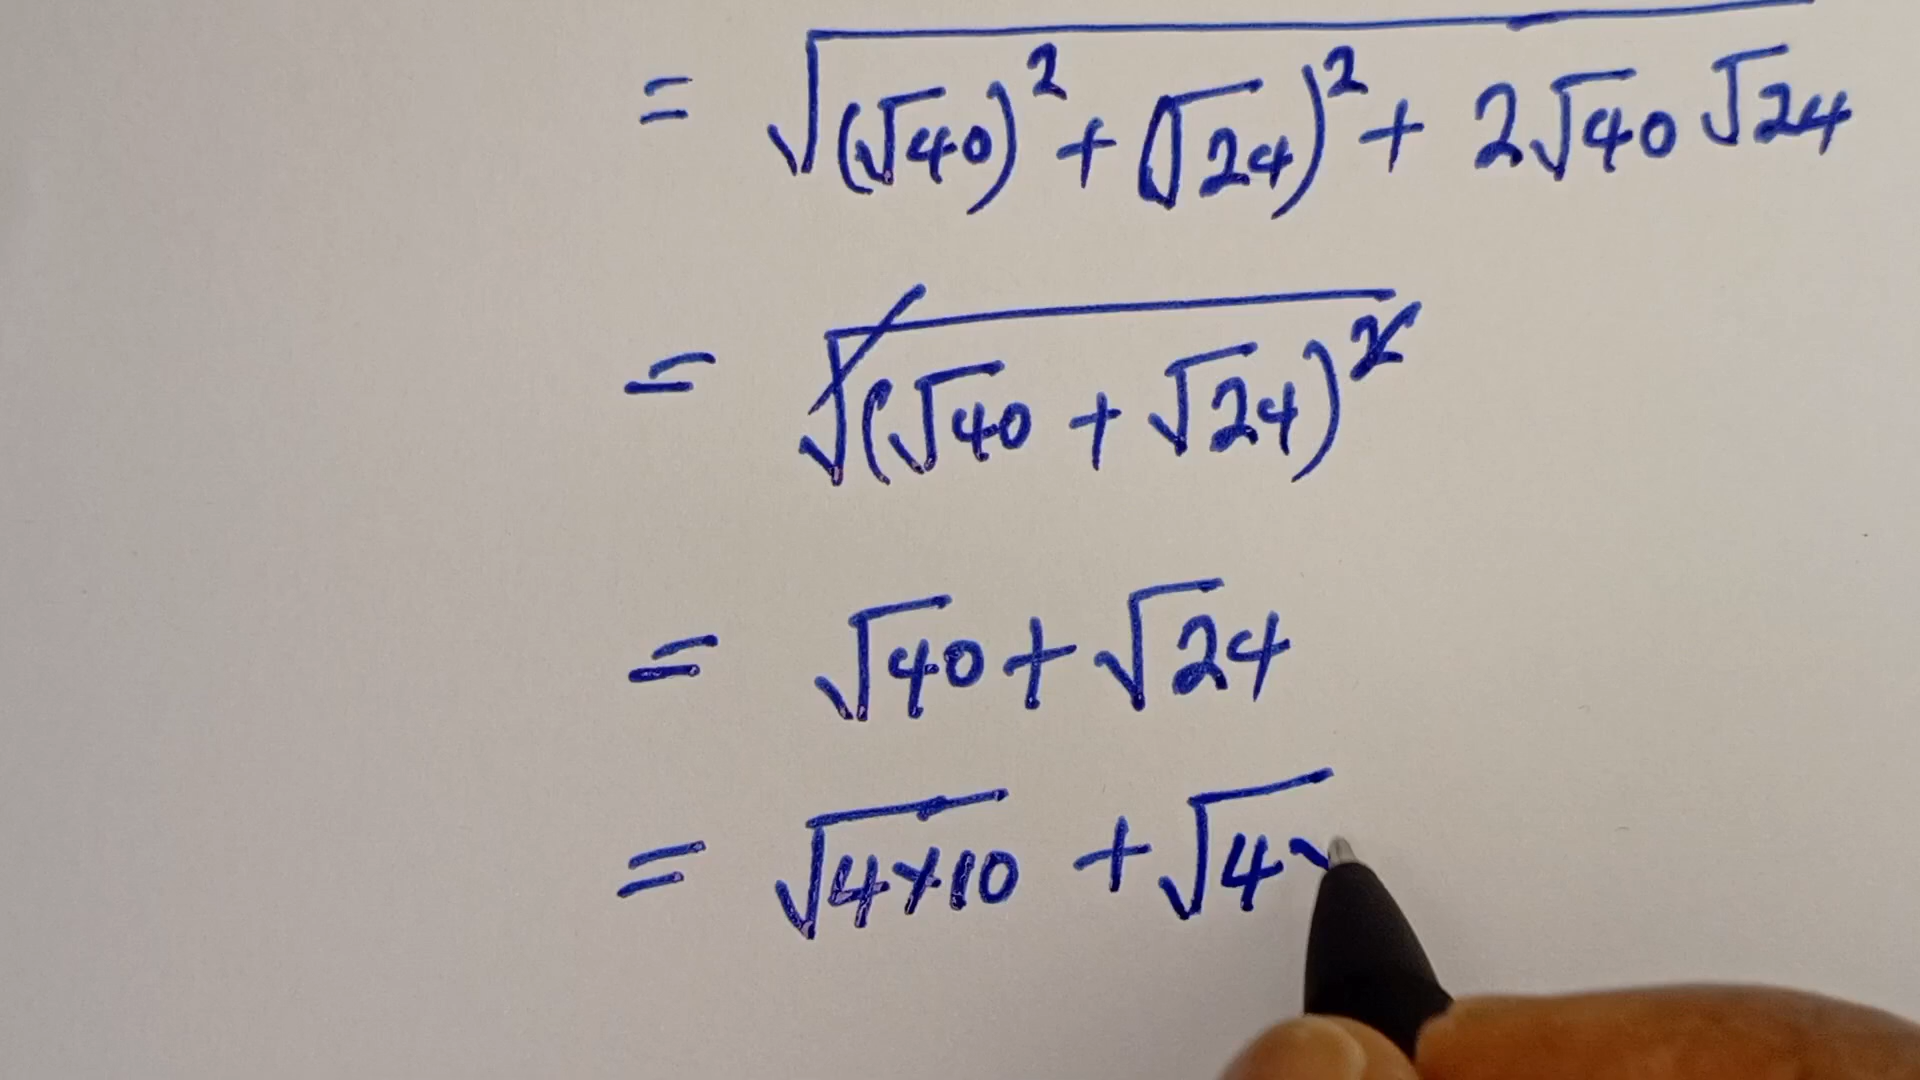 = √(√40)² + (√24)² + 2√40 √24
= √(√40 + √24)²
= √40 + √24
= √4×10 + √4×